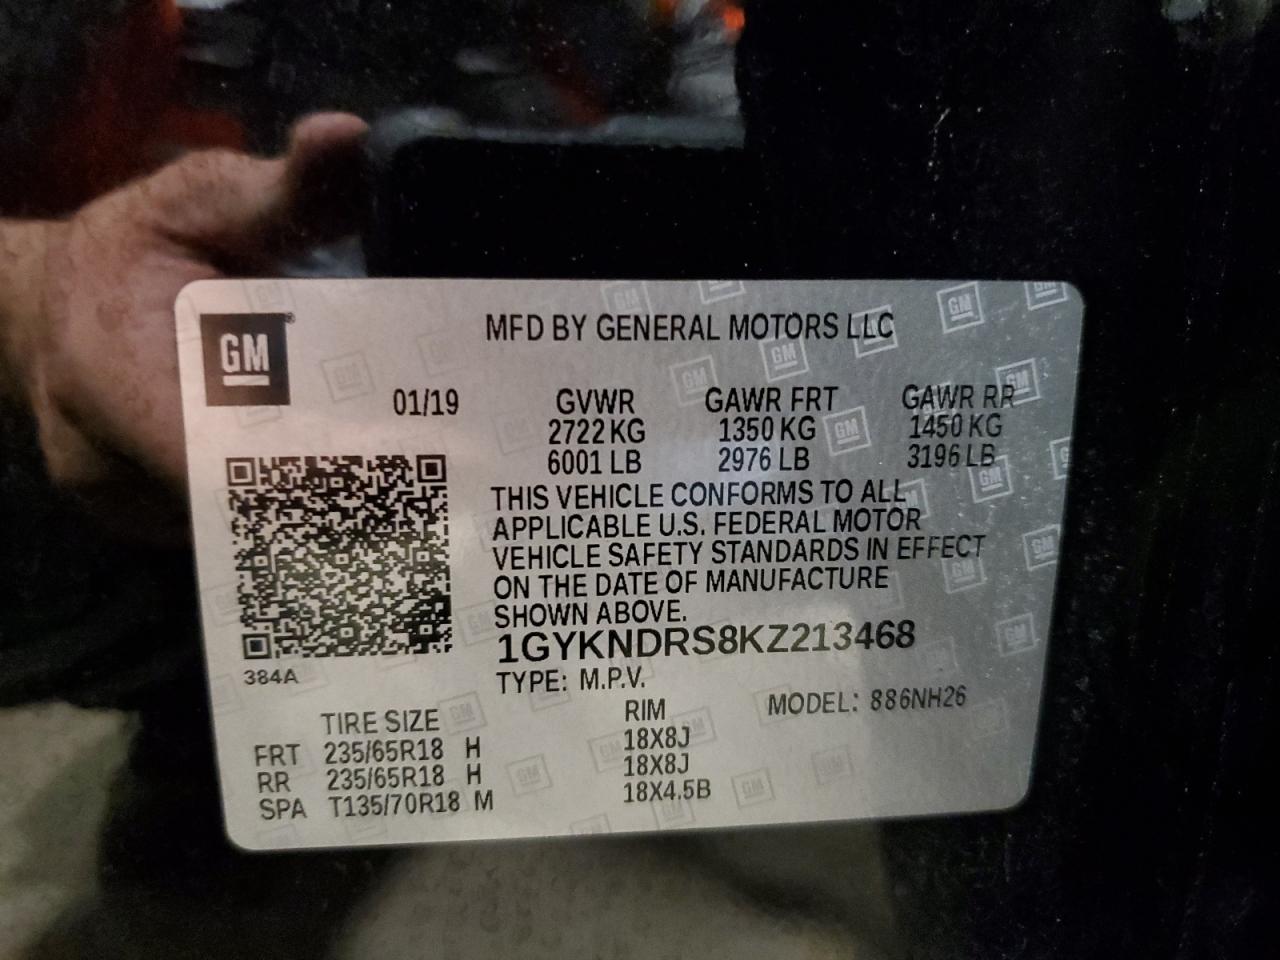 GM
MFD BY GENERAL MOTORS LLC
01/19 GVWR GAWR FRT GAWR RR
2722 KG 1350 KG 1450 KG
6001 LB 2976 LB 3196 LB
THIS VEHICLE CONFORMS TO ALL
APPLICABLE U.S. FEDERAL MOTOR
VEHICLE SAFETY STANDARDS IN EFFECT
ON THE DATE OF MANUFACTURE
SHOWN ABOVE.
1GYKNDRS8KZ213468
384A
TYPE: M.P.V. MODEL: 886NH26
TIRE SIZE RIM
FRT 235/65R18 H 18X8J
RR 235/65R18 H 18X8J
SPA T135/70R18 M 18X4.5B